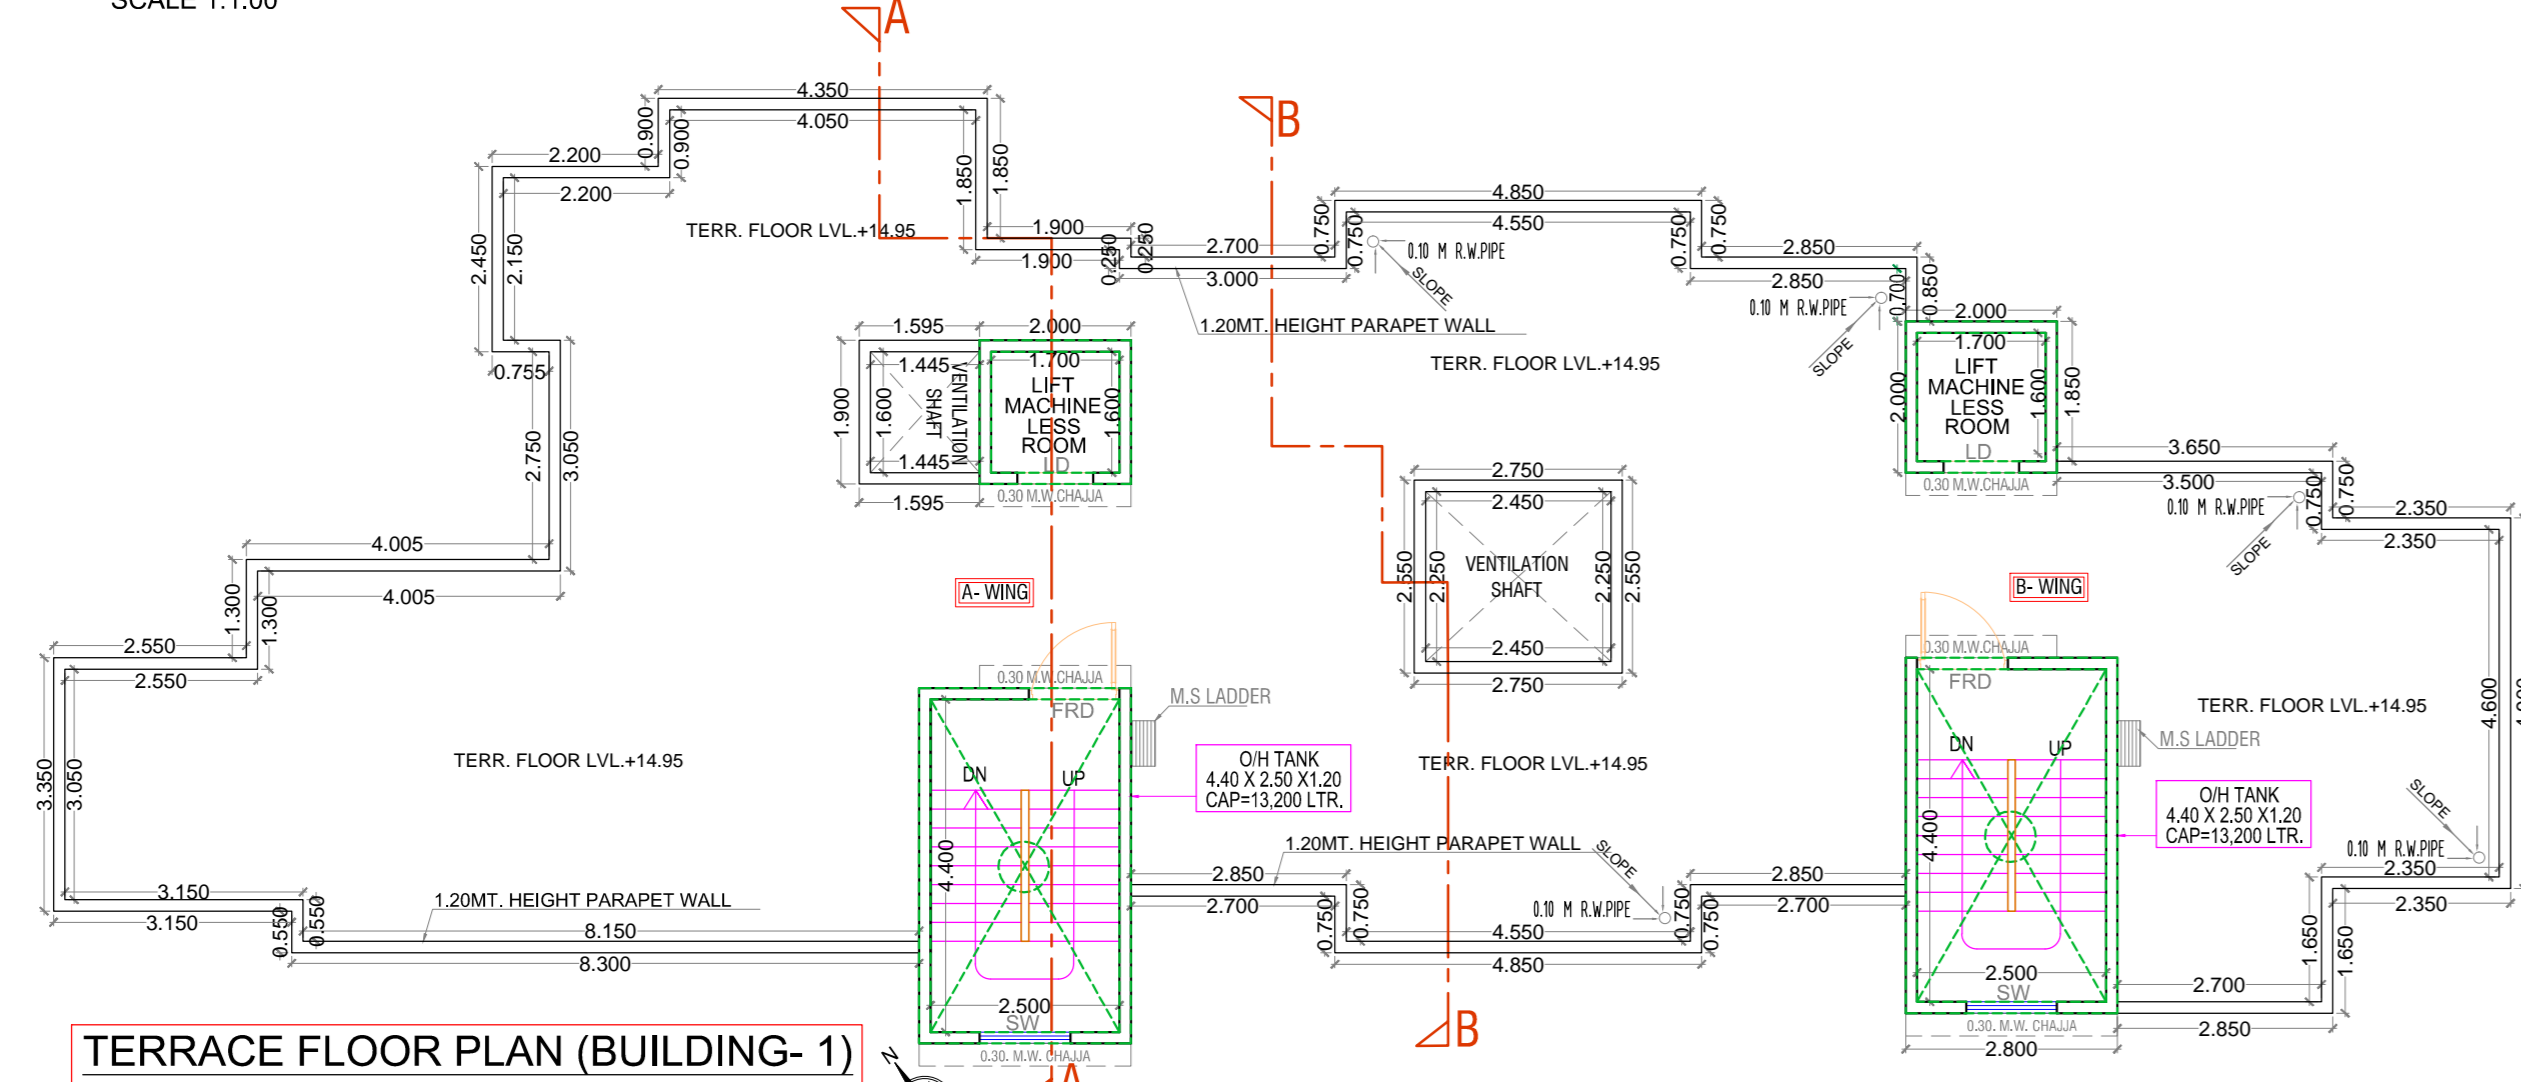 SCALE 1:1.00
A
4.350
4.050
0.900
0.900
2.200
2.200
1.850
1.850
B
4.850
4.550
2.450
2.150
TERR. FLOOR LVL.+14.95
1.900
1.900
0.250
0.250
2.700
3.000
0.750
0.750
0.10 M R.W.PIPE
SLOPE
0.750
0.750
2.850
2.850
0.10 M R.W.PIPE
SLOPE
0.700
0.850
2.000
1.595
2.000
1.20MT. HEIGHT PARAPET WALL
TERR. FLOOR LVL.+14.95
0.755
1.445
1.700
1.900
1.600
VENTILATION
SHAFT
LIFT
MACHINE
LESS
ROOM
LD
1.600
1.445
1.595
0.30 M.W.CHAJJA
1.700
LIFT
MACHINE
LESS
ROOM
LD
2.000
1.600
1.850
0.30 M.W.CHAJJA
3.650
3.500
0.10 M R.W.PIPE
SLOPE
0.750
0.750
2.350
2.350
2.750
3.050
2.750
2.450
2.550
2.250
VENTILATION
SHAFT
2.250
2.550
2.450
2.750
4.005
4.005
1.300
1.300
A- WING
B- WING
2.550
2.550
0.30 M.W.CHAJJA
FRD
M.S LADDER
0.30 M.W.CHAJJA
FRD
M.S LADDER
4.600
TERR. FLOOR LVL.+14.95
3.350
3.050
TERR. FLOOR LVL.+14.95
DN
UP
O/H TANK
4.40 X 2.50 X1.20
CAP=13,200 LTR.
TERR. FLOOR LVL.+14.95
DN
UP
O/H TANK
4.40 X 2.50 X1.20
CAP=13,200 LTR.
SLOPE
0.10 M R.W.PIPE
4.400
4.400
1.20MT. HEIGHT PARAPET WALL
SLOPE
2.850
2.700
0.750
0.750
0.10 M R.W.PIPE
0.750
0.750
2.850
2.700
2.350
2.350
3.150
3.150
0.550
0.550
1.20MT. HEIGHT PARAPET WALL
8.150
8.300
4.550
4.850
1.650
1.650
2.500
SW
2.500
SW
2.700
2.850
0.30. M.W. CHAJJA
0.30. M.W. CHAJJA
2.800
B
TERRACE FLOOR PLAN (BUILDING- 1)
N
A